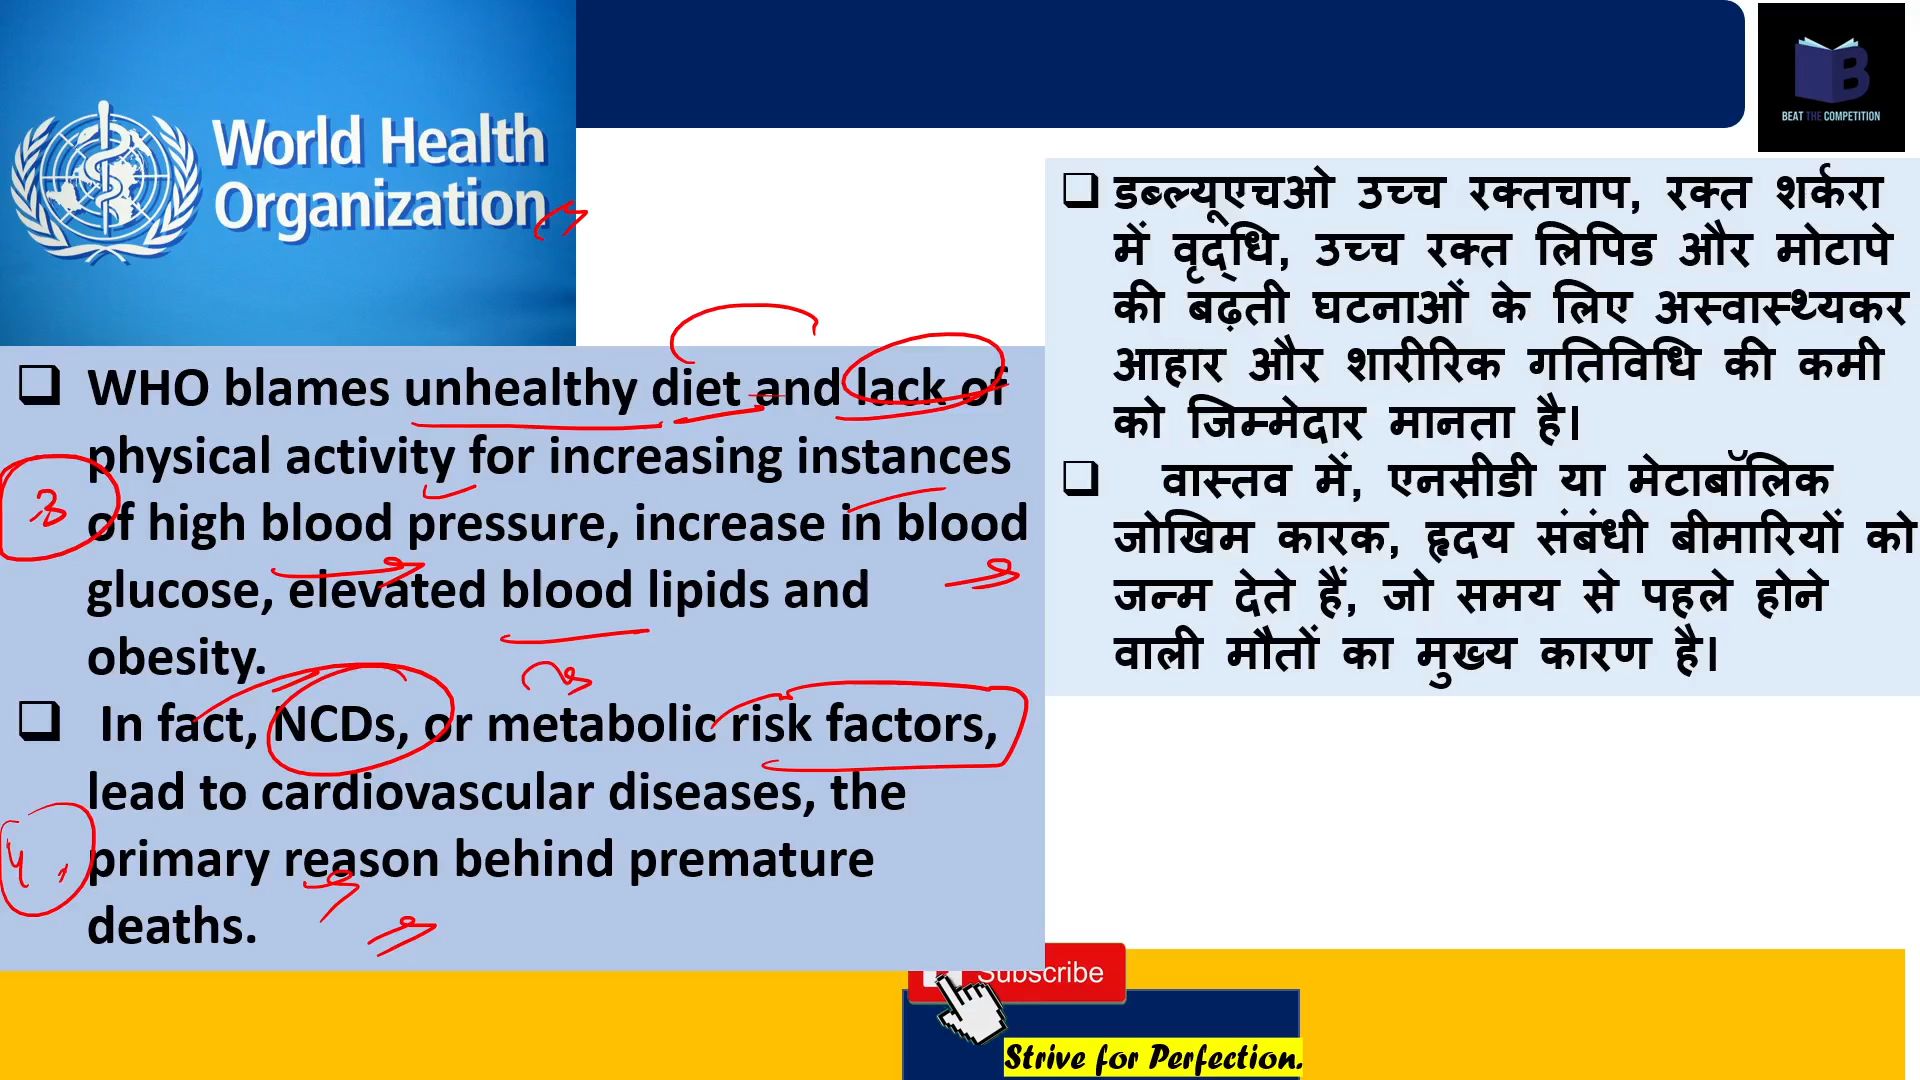 World Health
Organization
BEAT THE COMPETITION
WHO blames unhealthy diet and lack of
physical activity for increasing instances
of high blood pressure, increase in blood
glucose, elevated blood lipids and
obesity.
In fact, NCDs, or metabolic risk factors,
lead to cardiovascular diseases, the
primary reason behind premature
deaths.
3
4
डब्ल्यूएचओ उच्च रक्तचाप, रक्त शर्करा
में वृद्धि, उच्च रक्त लिपिड और मोटापे
की बढ़ती घटनाओं के लिए अस्वास्थ्यकर
आहार और शारीरिक गतिविधि की कमी
को जिम्मेदार मानता है।
वास्तव में, एनसीडी या मेटाबॉलिक
जोखिम कारक, हृदय संबंधी बीमारियों को
जन्म देते हैं, जो समय से पहले होने
वाली मौतों का मुख्य कारण है।
Subscribe
Strive for Perfection.